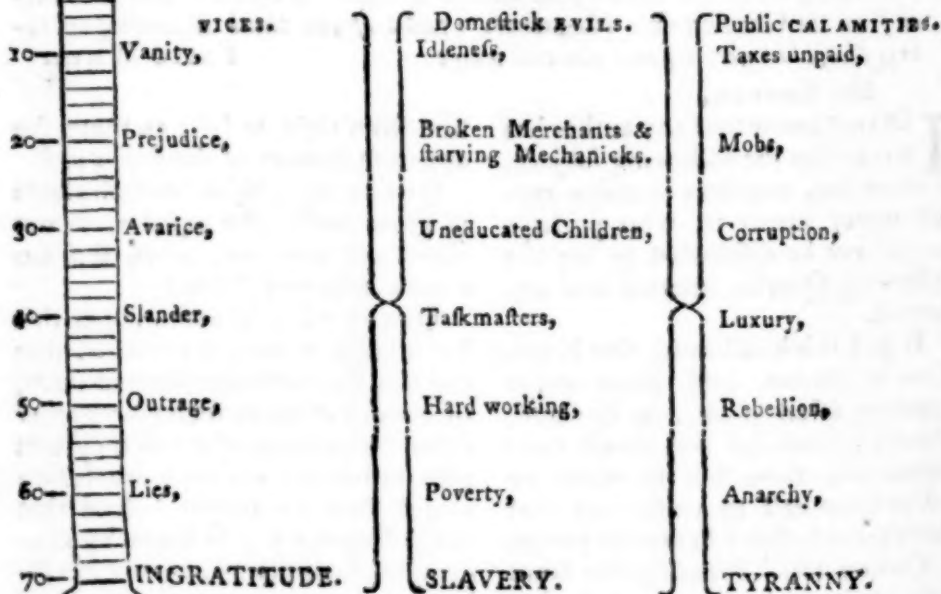 VICES. Domestick EVILS. Public CALAMITIES.
10 Vanity, Idleneſs, Taxes unpaid,
20 Prejudice, Broken Merchants & ſtarving Mechanicks. Mobs,
30 Avarice, Uneducated Children, Corruption,
40 Slander, Taſkmaſters, Luxury,
50 Outrage, Hard working, Rebellion,
60 Lies, Poverty, Anarchy,
70 INGRATITUDE. SLAVERY. TYRANNY.